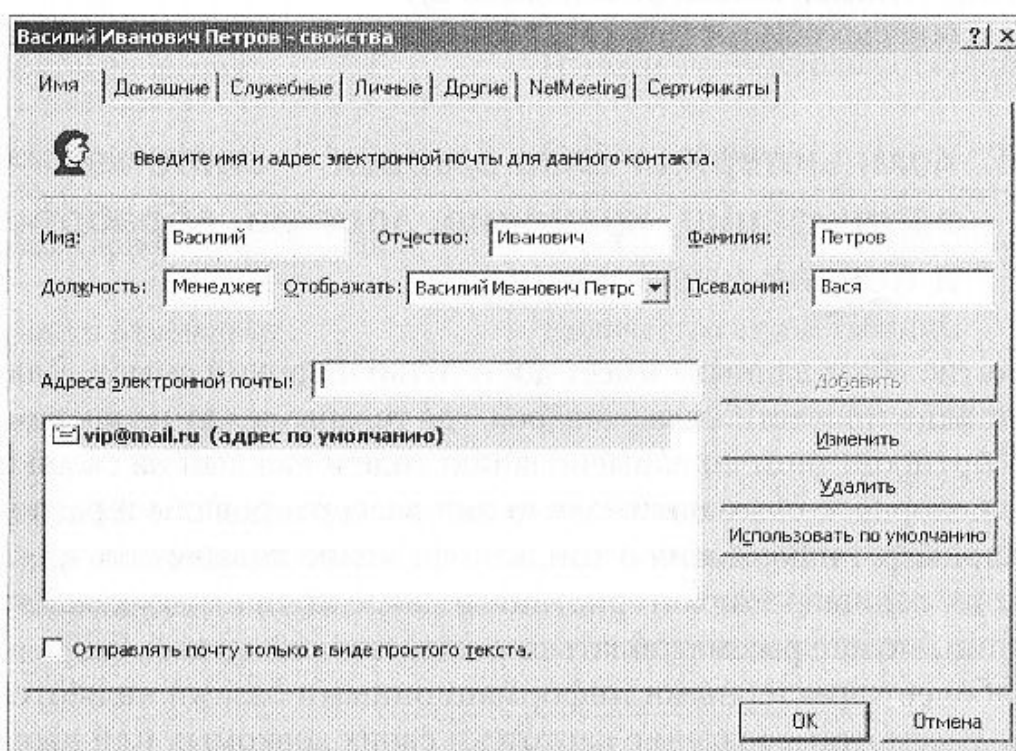 Василий Иванович Петров - свойства ? ×
Имя Домашние Служебные Личные Другие NetMeeting Сертификаты
Введите имя и адрес электронной почты для данного контакта.
Имя: Василий Отчество: Иванович Фамилия: Петров
Должность: Менеджер Отображать: Василий Иванович Петрс Псевдоним: Вася
Адреса электронной почты: Добавить
vip@mail.ru (адрес по умолчанию)
Изменить
Удалить
Использовать по умолчанию
Отправлять почту только в виде простого текста.
OK Отмена